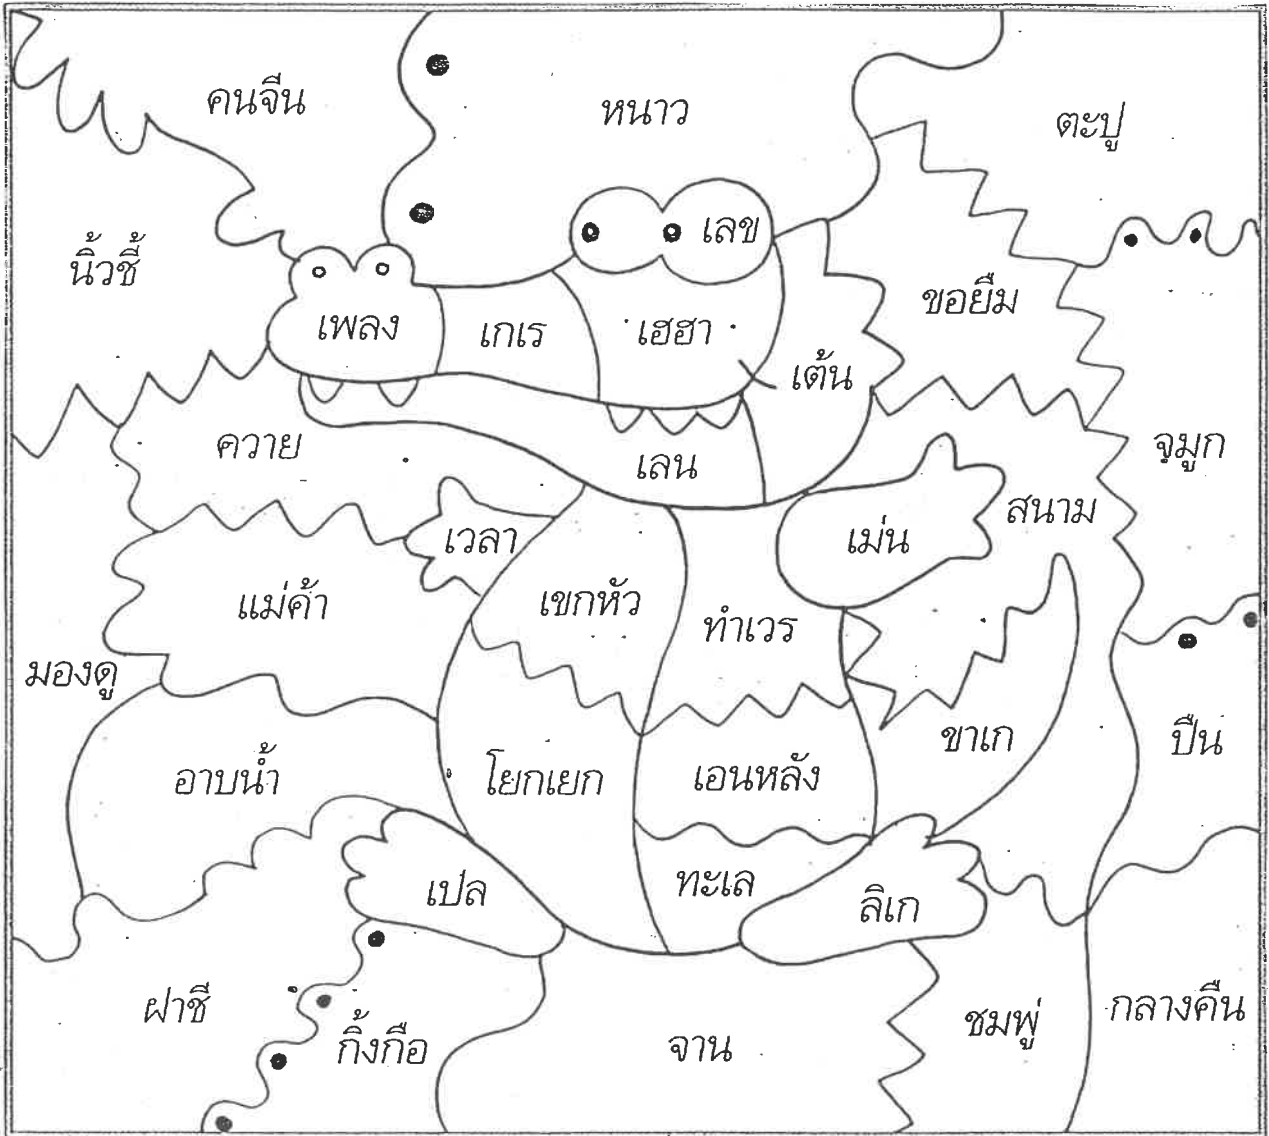 คนจีน
หนาว
ตะปู
นิ้วชี้
เลข
ขอยืม
เพลง
เกเร
เฮฮา
เต้น
ควาย
เลน
จมูก
สนาม
เวลา
เม่น
แม่ค้า
เขกหัว
ทำเวร
มองดู
อาบน้ำ
โยกเยก
เอนหลัง
ขาเก
ปืน
เปล
ทะเล
ลิเก
ฝาชี
กิ้งกือ
จาน
ชมพู่
กลางคืน